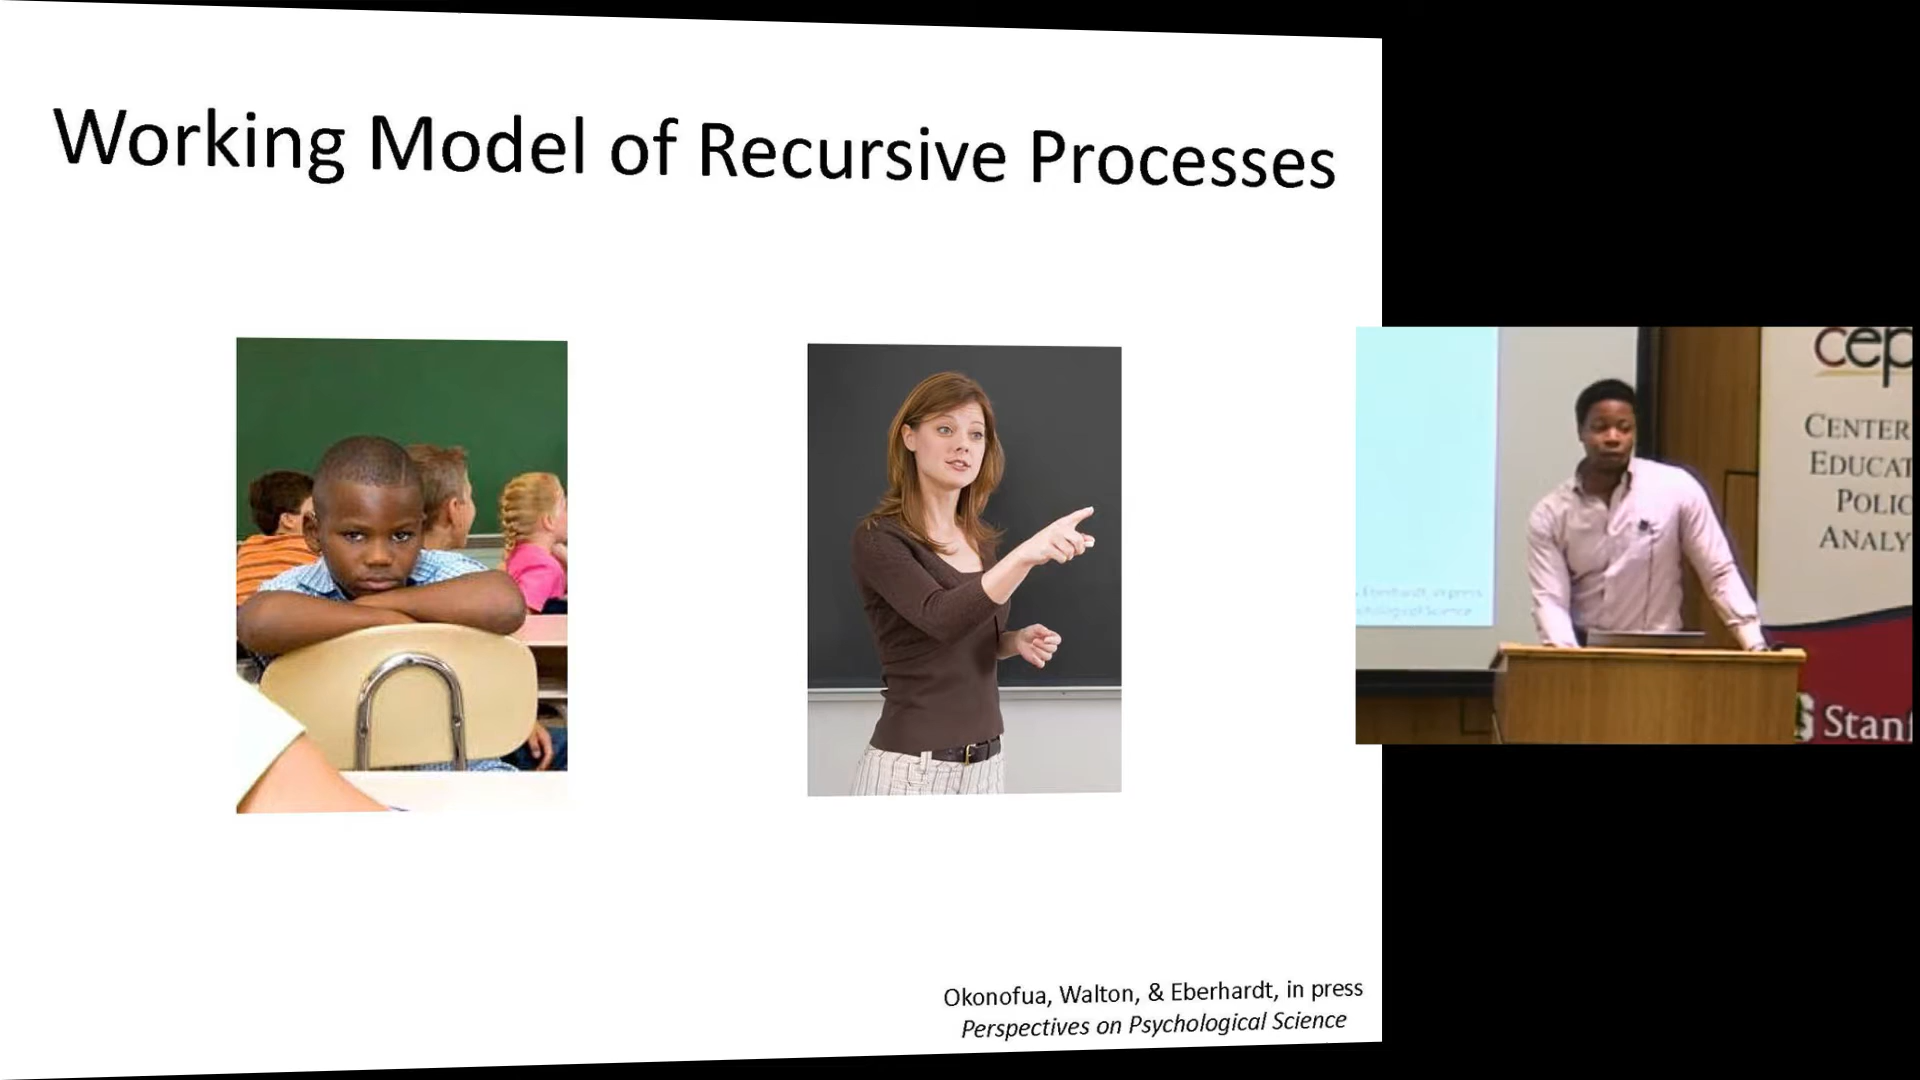 Working Model of Recursive Processes
Okonofua, Walton, & Eberhardt, in press
Perspectives on Psychological Science
cep
CENTER
EDUCAT
POLIC
ANALY
Stanf